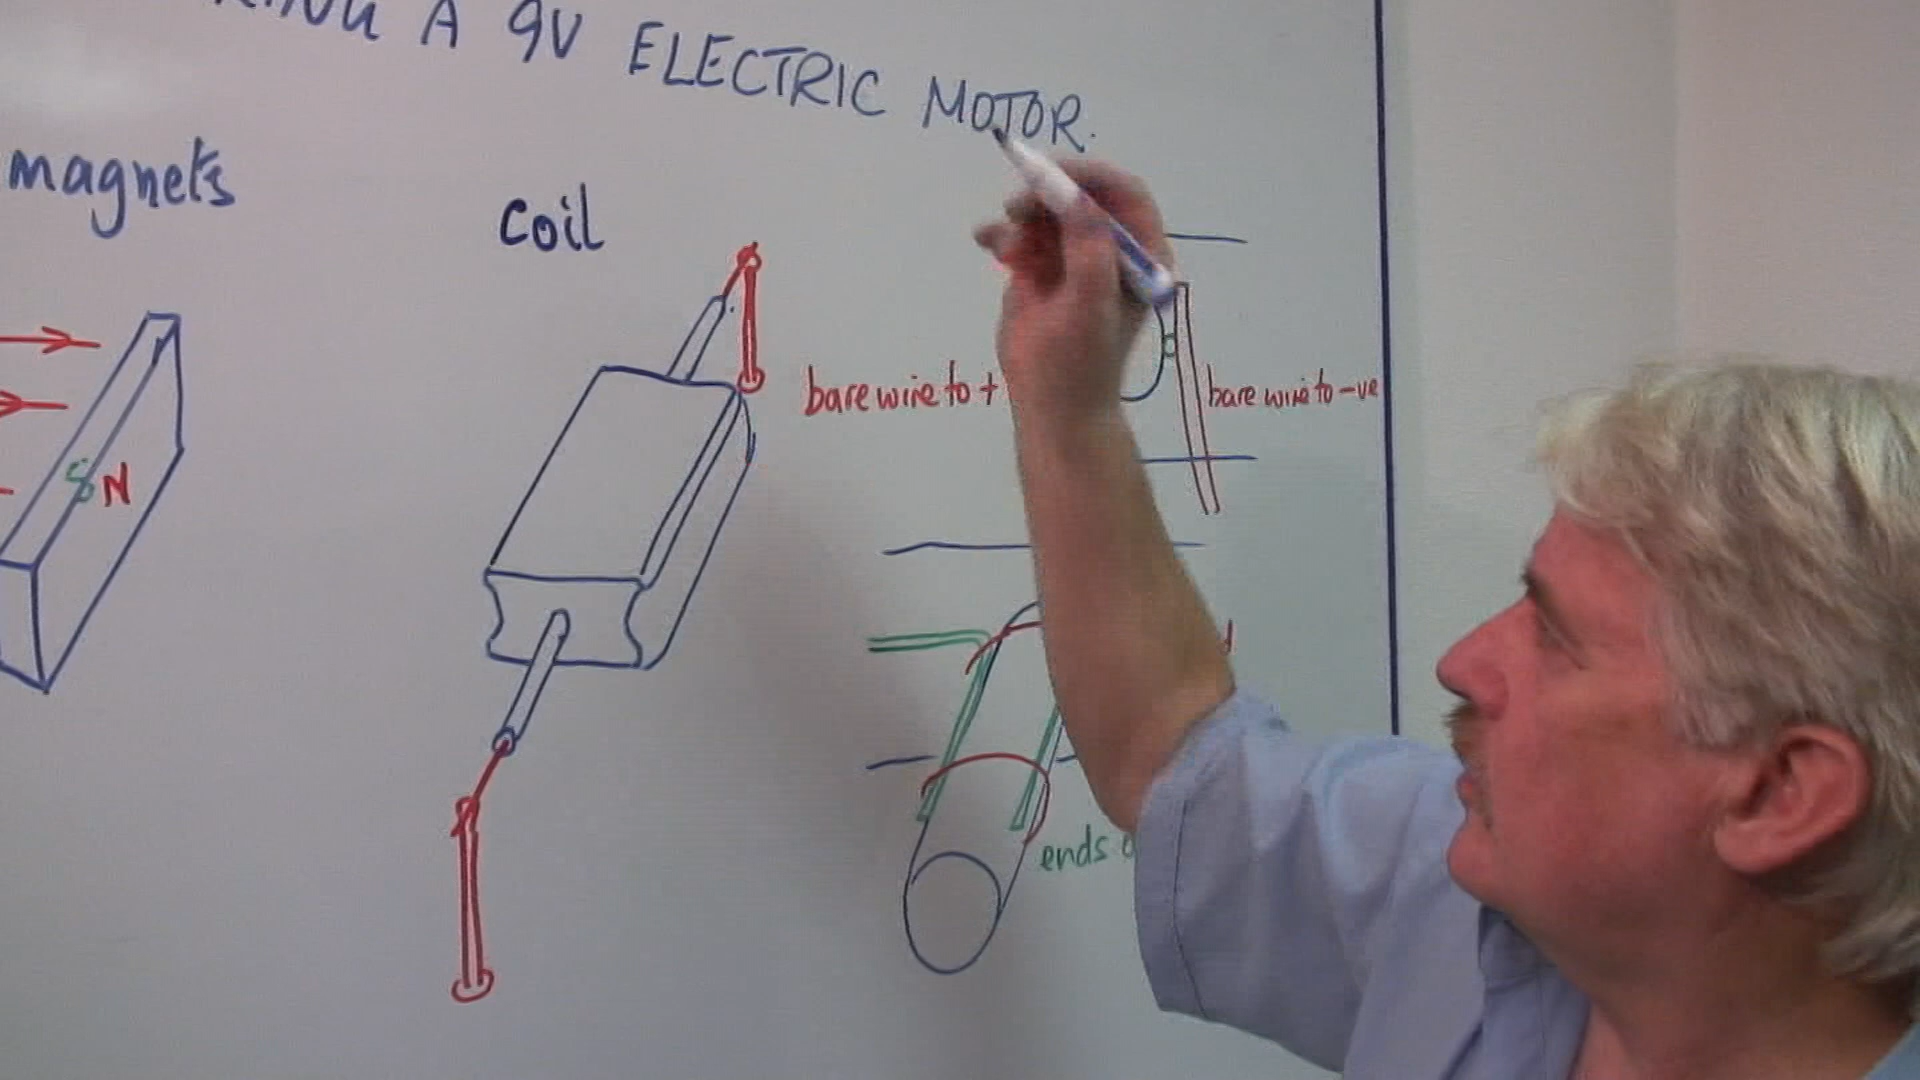 A 9V ELECTRIC MOTOR.
magnets
coil
bare wire to +
bare wire to -ve
S N
ends